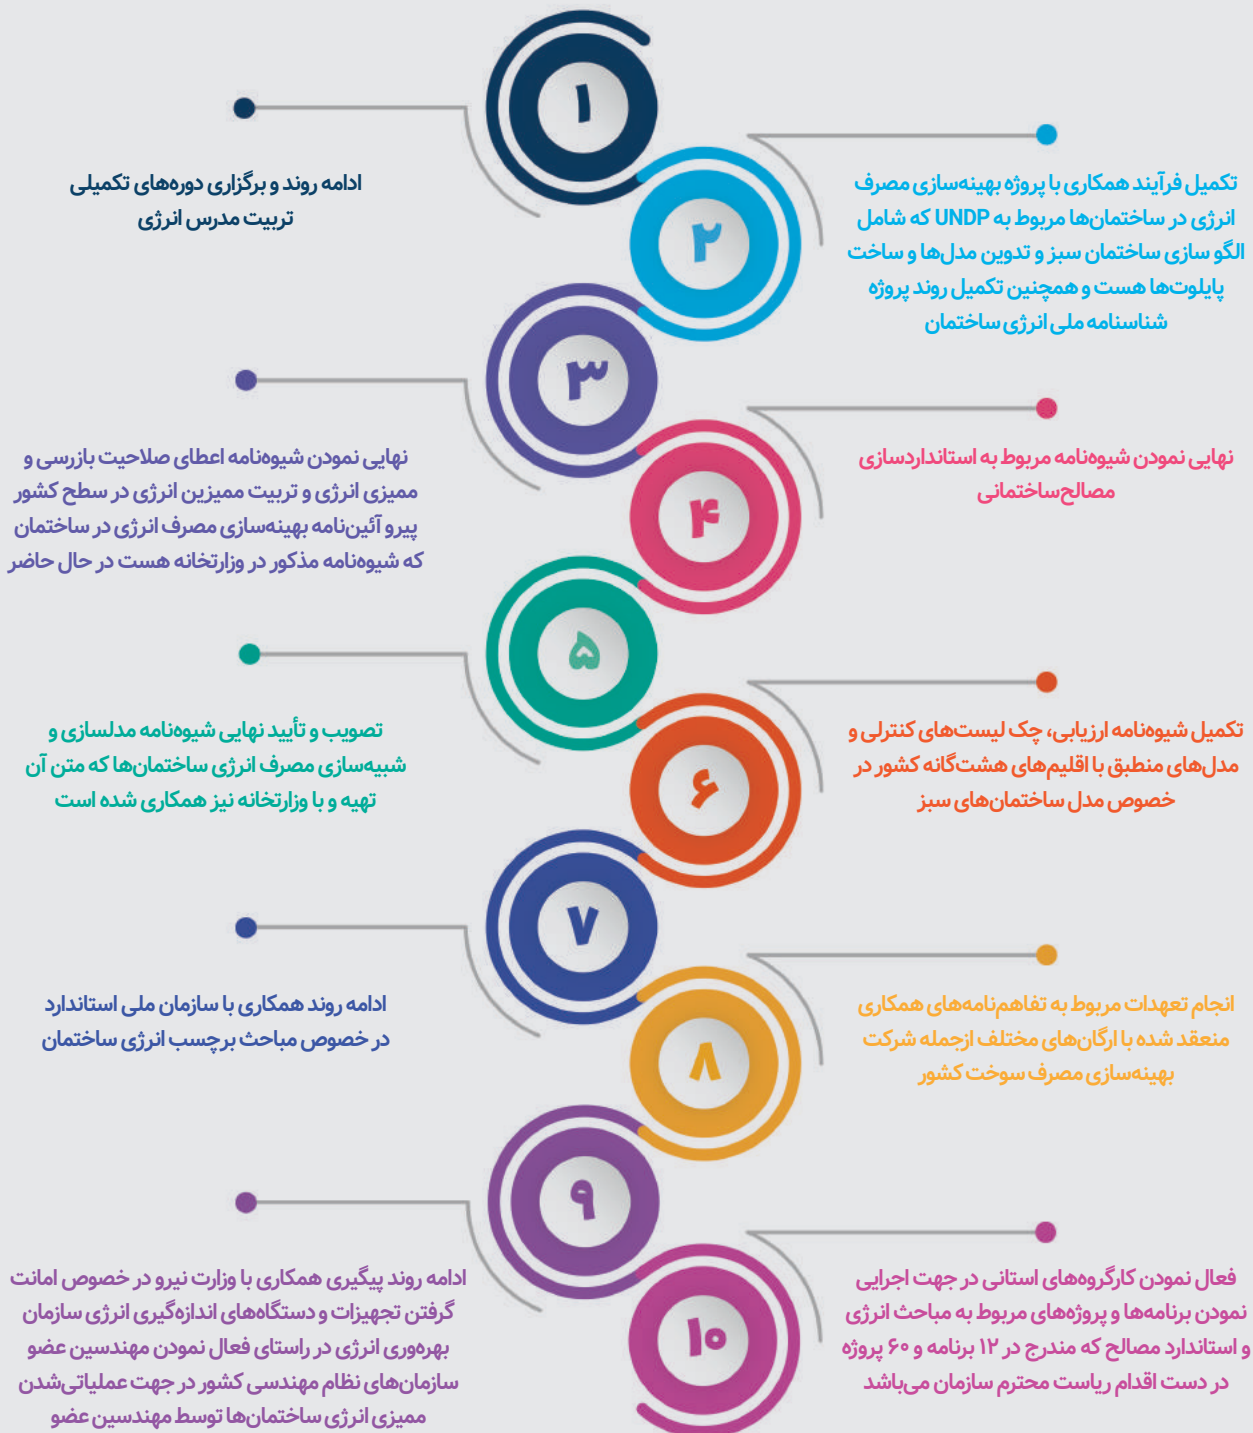 ۱
ادامه روند و برگزاری دوره‌های تکمیلی
تربیت مدرس انرژی
۲
تکمیل فرآیند همکاری با پروژه بهینه‌سازی مصرف
انرژی در ساختمان‌ها مربوط به UNDP که شامل
الگو سازی ساختمان سبز و تدوین مدل‌ها و ساخت
پایلوت‌ها هست و همچنین تکمیل روند پروژه
شناسنامه ملی انرژی ساختمان
۳
نهایی نمودن شیوه‌نامه اعطای صلاحیت بازرسی و
ممیزی انرژی و تربیت ممیزین انرژی در سطح کشور
پیرو آئین‌نامه بهینه‌سازی مصرف انرژی در ساختمان
که شیوه‌نامه مذکور در وزارتخانه هست در حال حاضر
۴
نهایی نمودن شیوه‌نامه مربوط به استانداردسازی
مصالح‌ساختمانی
۵
تصویب و تأیید نهایی شیوه‌نامه مدلسازی و
شبیه‌سازی مصرف انرژی ساختمان‌ها که متن آن
تهیه و با وزارتخانه نیز همکاری شده است
۶
تکمیل شیوه‌نامه ارزیابی، چک لیست‌های کنترلی و
مدل‌های منطبق با اقلیم‌های هشت‌گانه کشور در
خصوص مدل ساختمان‌های سبز
۷
ادامه روند همکاری با سازمان ملی استاندارد
در خصوص مباحث برچسب انرژی ساختمان
۸
انجام تعهدات مربوط به تفاهم‌نامه‌های همکاری
منعقد شده با ارگان‌های مختلف ازجمله شرکت
بهینه‌سازی مصرف سوخت کشور
۹
ادامه روند پیگیری همکاری با وزارت نیرو در خصوص امانت
گرفتن تجهیزات و دستگاه‌های اندازه‌گیری انرژی سازمان
بهره‌وری انرژی در راستای فعال نمودن مهندسین عضو
سازمان‌های نظام مهندسی کشور در جهت عملیاتی‌شدن
ممیزی انرژی ساختمان‌ها توسط مهندسین عضو
۱۰
فعال نمودن کارگروه‌های استانی در جهت اجرایی
نمودن برنامه‌ها و پروژه‌های مربوط به مباحث انرژی
و استاندارد مصالح که مندرج در ۱۲ برنامه و ۶۰ پروژه
در دست اقدام ریاست محترم سازمان می‌باشد